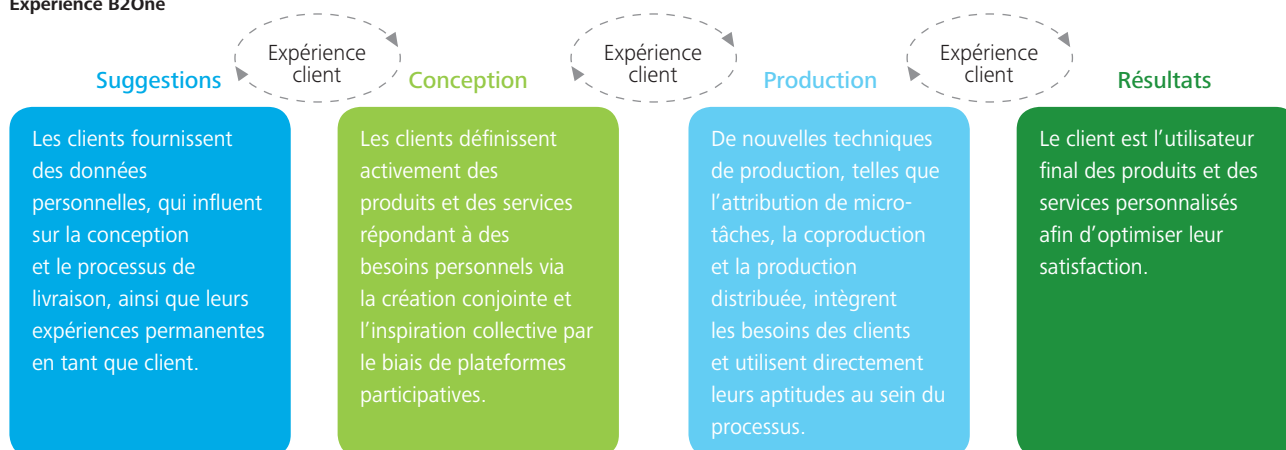 Expérience B2One
Expérience
client
Expérience
client
Expérience
client
Suggestions
Conception
Production
Résultats
Les clients fournissent
des données
personnelles, qui influent
sur la conception
et le processus de
livraison, ainsi que leurs
expériences permanentes
en tant que client.
Les clients définissent
activement des
produits et des services
répondant à des
besoins personnels via
la création conjointe et
l’inspiration collective par
le biais de plateformes
participatives.
De nouvelles techniques
de production, telles que
l’attribution de micro-
tâches, la coproduction
et la production
distribuée, intègrent
les besoins des clients
et utilisent directement
leurs aptitudes au sein du
processus.
Le client est l’utilisateur
final des produits et des
services personnalisés
afin d’optimiser leur
satisfaction.